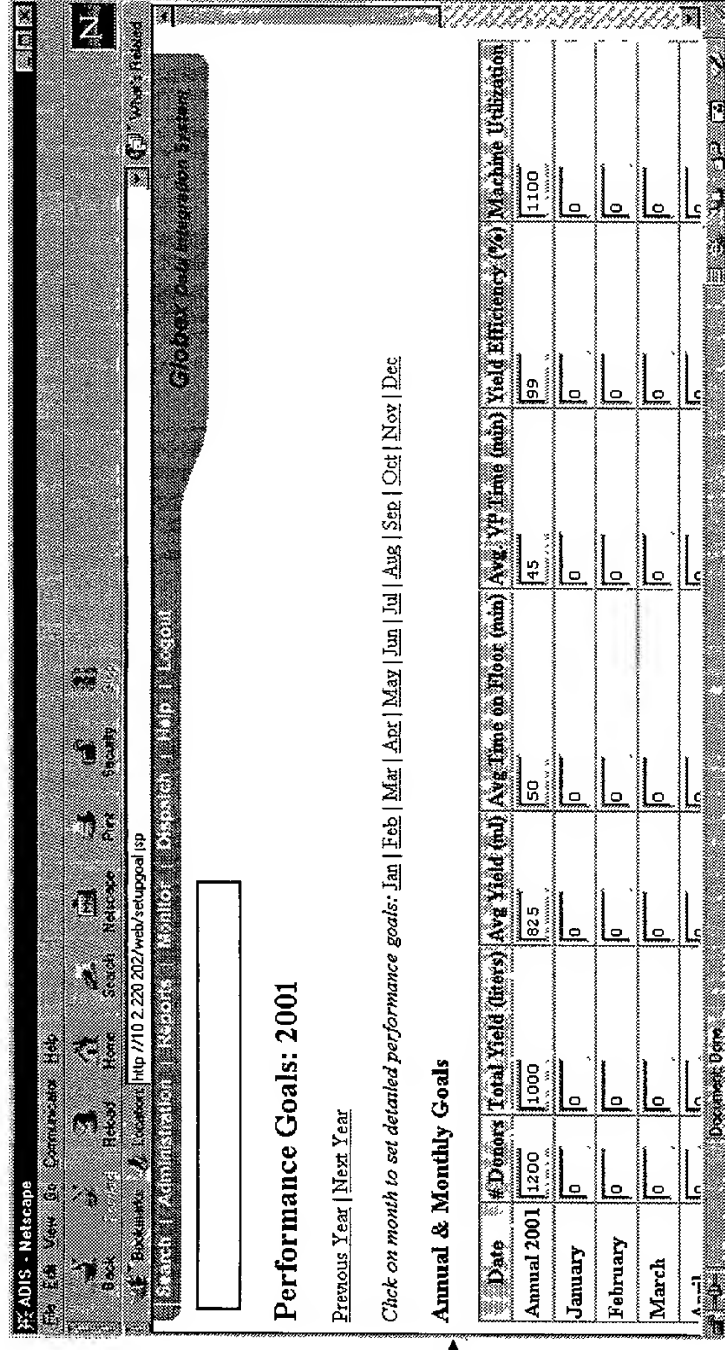 ADIS - Netscape
File Edit View Go Communicator Help
Back Reload Home Search Netscape Print Security Stop
Bookmarks Location: http://10 2.220 202/web/setupgoal jsp What's Related
Search | Administration | Reports | Monitor | Dispatch | Help | Logout
Globex Data Integration System
Performance Goals: 2001
Previous Year | Next Year
Click on month to set detailed performance goals: Jan | Feb | Mar | Apr | May | Jun | Jul | Aug | Sep | Oct | Nov | Dec
Annual & Monthly Goals
Date # Donors Total Yield (liters) Avg Yield (ml) Avg Time on Floor (min) Avg. VP Time (min) Yield Efficiency (%) Machine Utilization
Annual 2001 1200 1000 825 50 45 99 1100
January 0 0 0 0 0 0 0
February 0 0 0 0 0 0 0
March 0 0 0 0 0 0 0
April
Document: Done